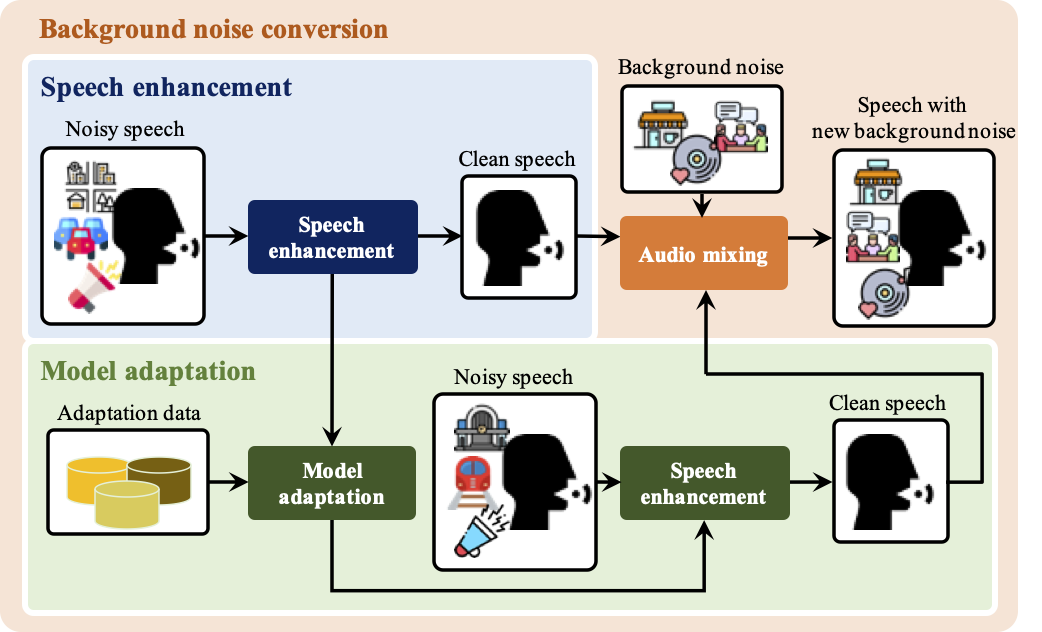 Background noise conversion
Speech enhancement
Noisy speech
Speech
enhancement
Clean speech
Background noise
Audio mixing
Speech with
new background noise
Model adaptation
Adaptation data
Model
adaptation
Noisy speech
Speech
enhancement
Clean speech